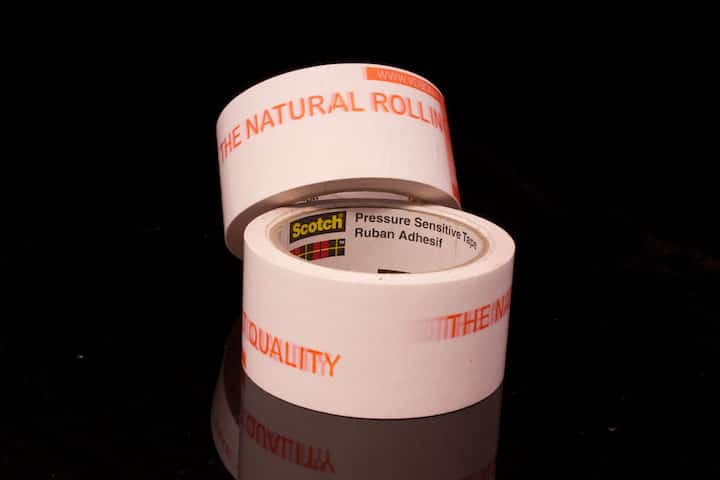 THE NATURAL ROLLIN
Scotch
Pressure Sensitive Tape
Ruban Adhesif
QUALITY
THE NA